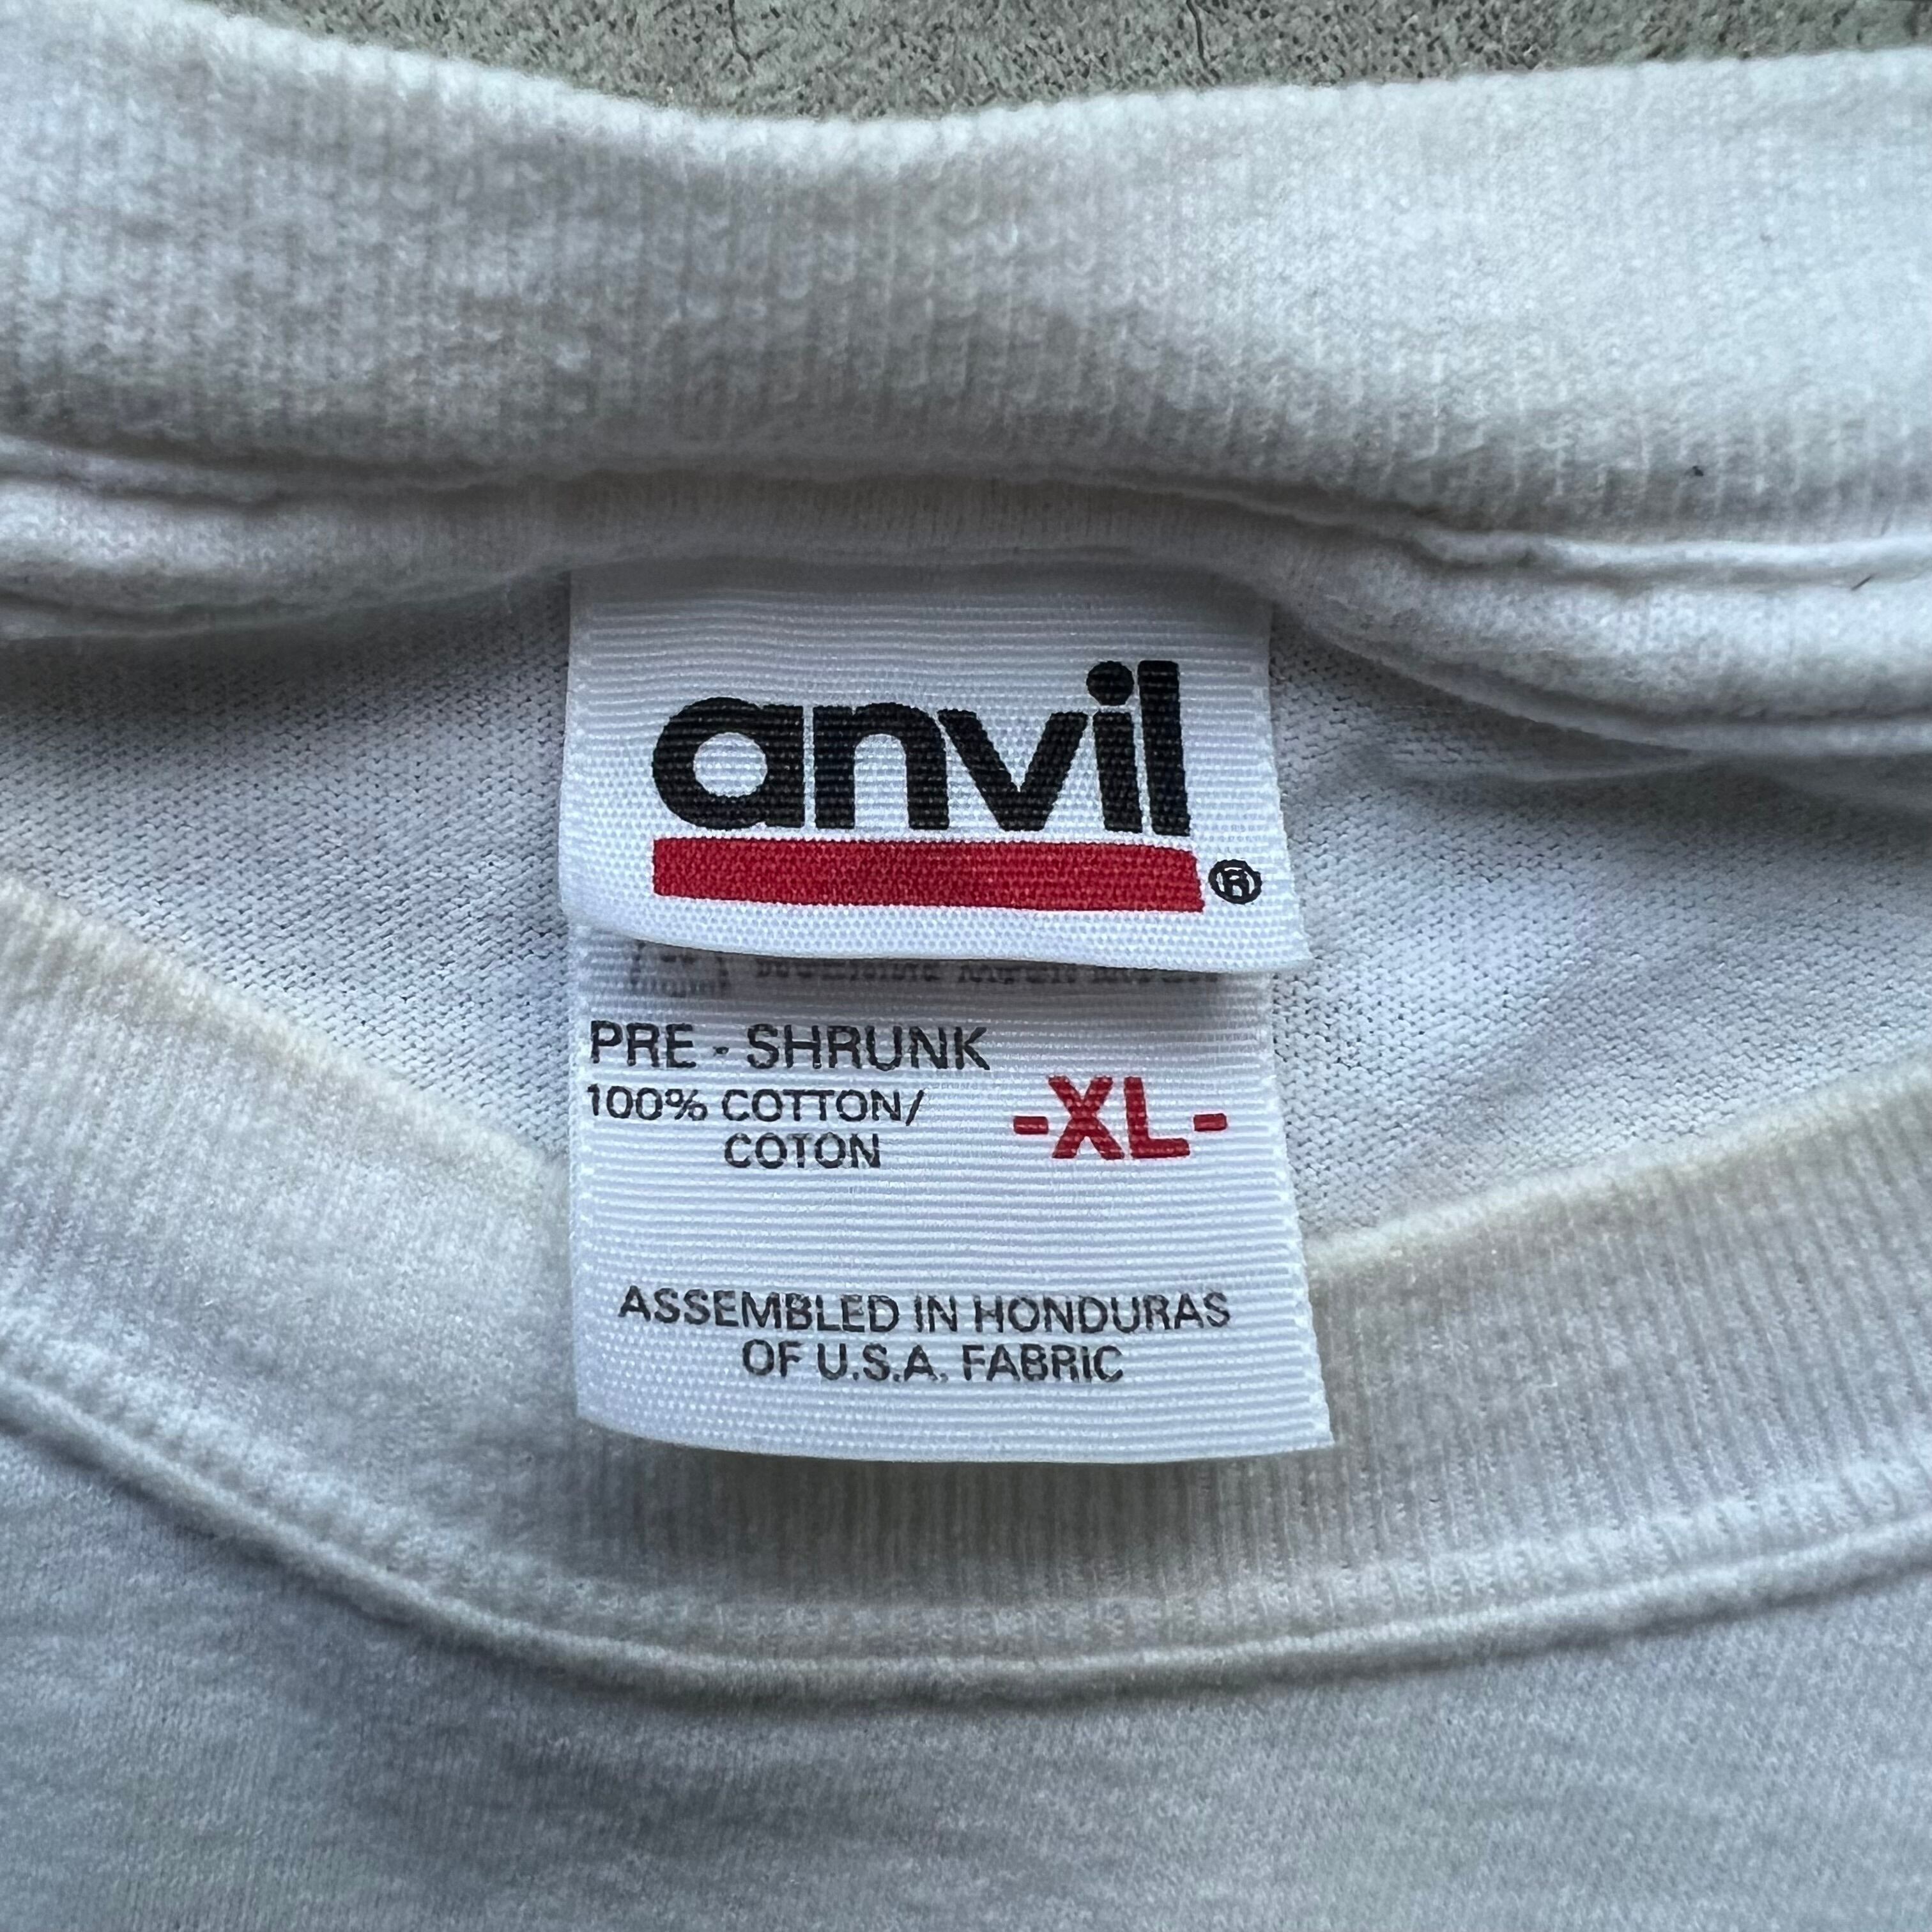 anvil
®
PRE - SHRUNK
100% COTTON/
COTON
-XL-
ASSEMBLED IN HONDURAS
OF U.S.A. FABRIC